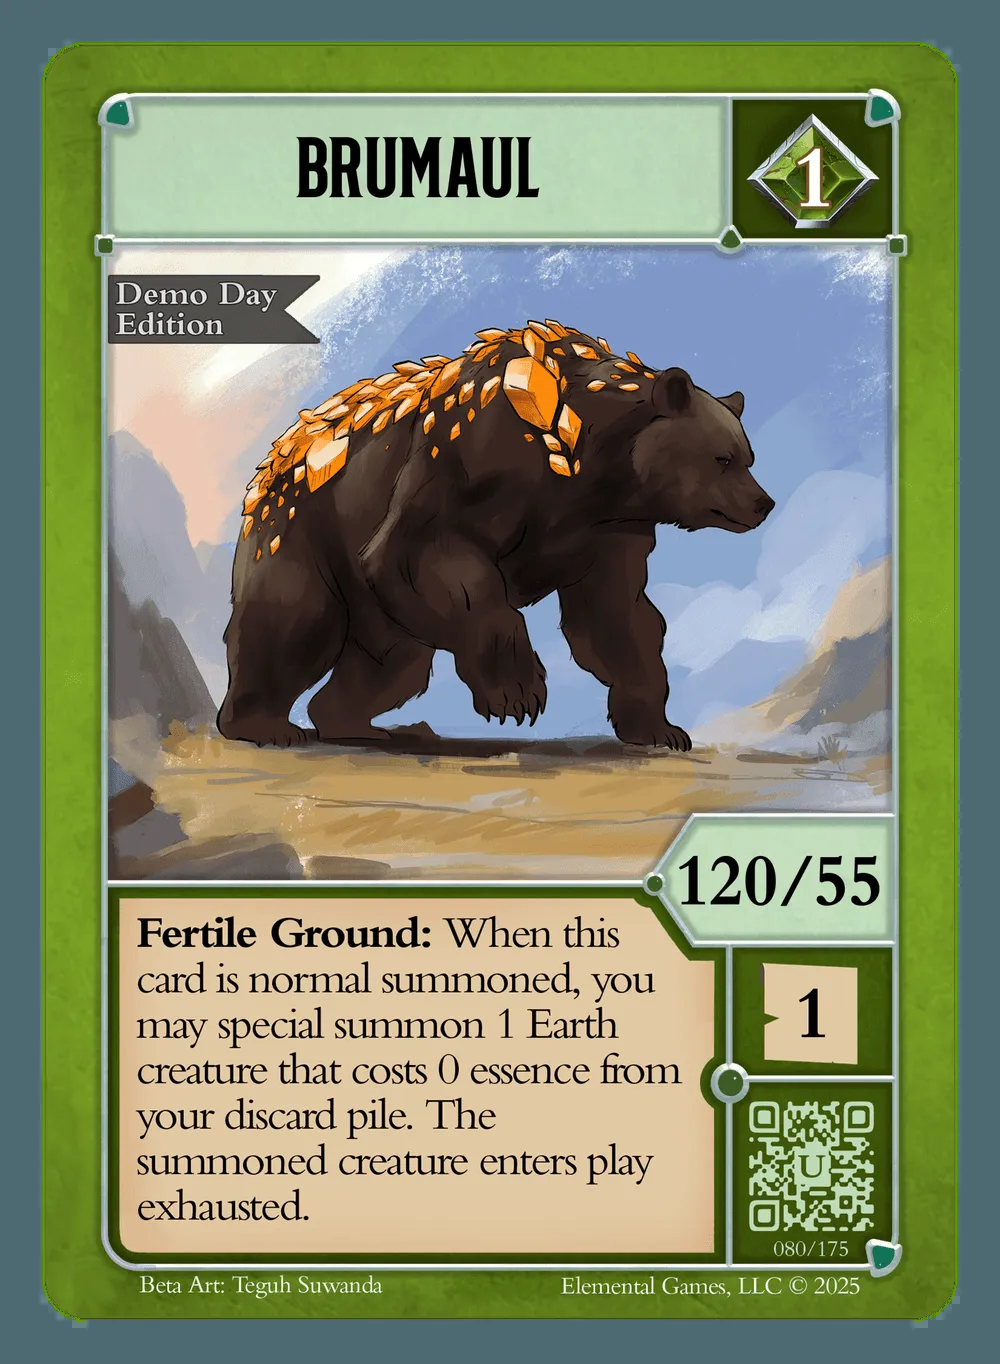 BRUMAUL
1
Demo Day
Edition
120/55
Fertile Ground: When this
card is normal summoned, you
may special summon 1 Earth
creature that costs 0 essence from
your discard pile. The
summoned creature enters play
exhausted.
1
U
080/175
Beta Art: Teguh Suwanda
Elemental Games, LLC © 2025